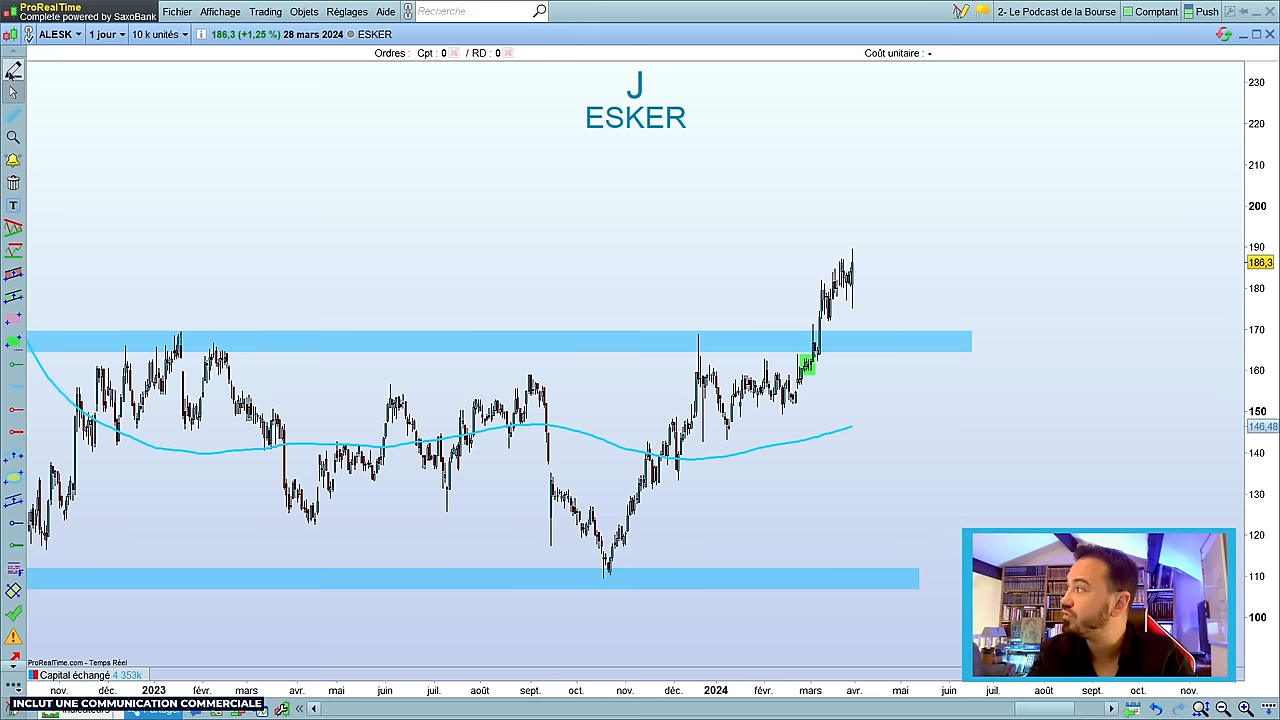 ProRealTime
Complete powered by SaxoBank
Fichier Affichage Trading Objets Réglages Aide
Recherche
2- Le Podcast de la Bourse
Comptant
Push
ALESK
1 jour
10 k unités
186,3 (+1,25 %) 28 mars 2024
ESKER
Ordres : Cpt : 0 / RD : 0
Coût unitaire : -
J
ESKER
230
220
210
200
190
186,3
180
170
160
150
146,48
140
130
120
110
100
T
ProRealTime.com - Temps Réel
Capital échangé 4 353k
nov. déc. 2023 févr. mars avr. mai juin juil. août sept. oct. nov. déc. 2024 févr. mars avr. mai juin juil. août sept. oct. nov.
INCLUT UNE COMMUNICATION COMMERCIALE